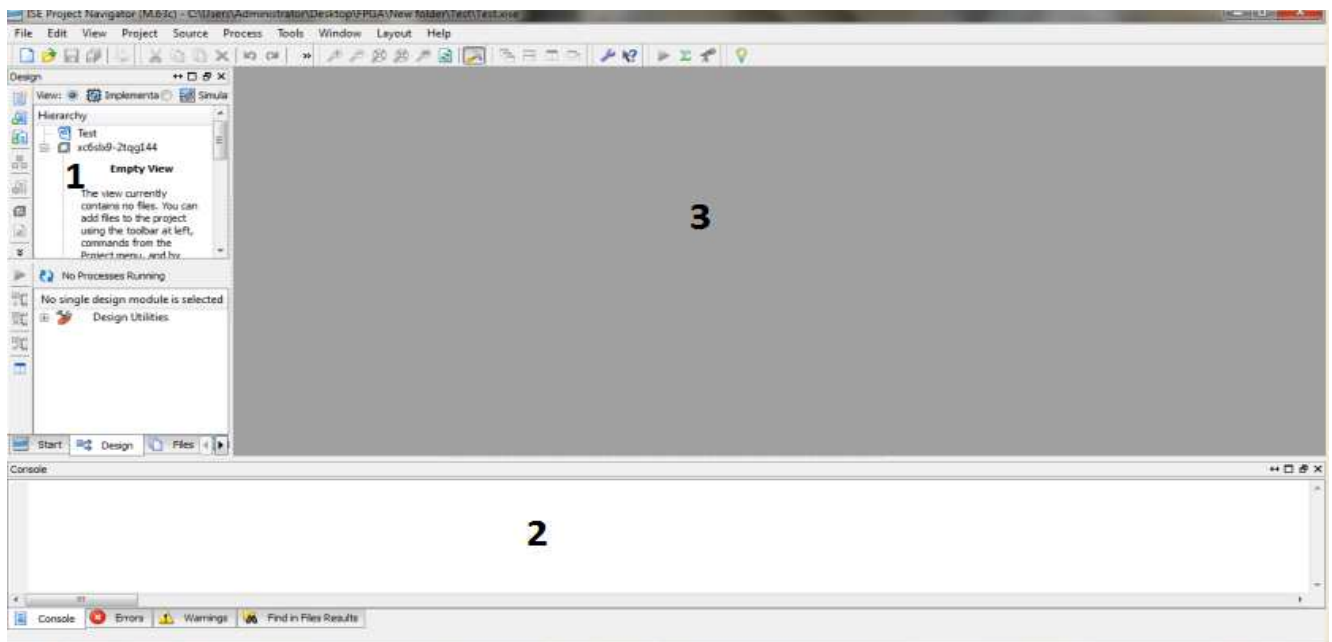 ISE Project Navigator (M.63c) - C:\Users\Administrator\Desktop\FPGA\New folder\Test\Test.xise
File Edit View Project Source Process Tools Window Layout Help
Design
View: Implementa Simula
Hierarchy
Test
xc6slx9-2tqg144
1
Empty View
The view currently
contains no files. You can
add files to the project
using the toolbar at left,
commands from the
Project menu, and by
3
No Processes Running
No single design module is selected
Design Utilities
Start Design Files
Console
2
Console Errors Warnings Find in Files Results